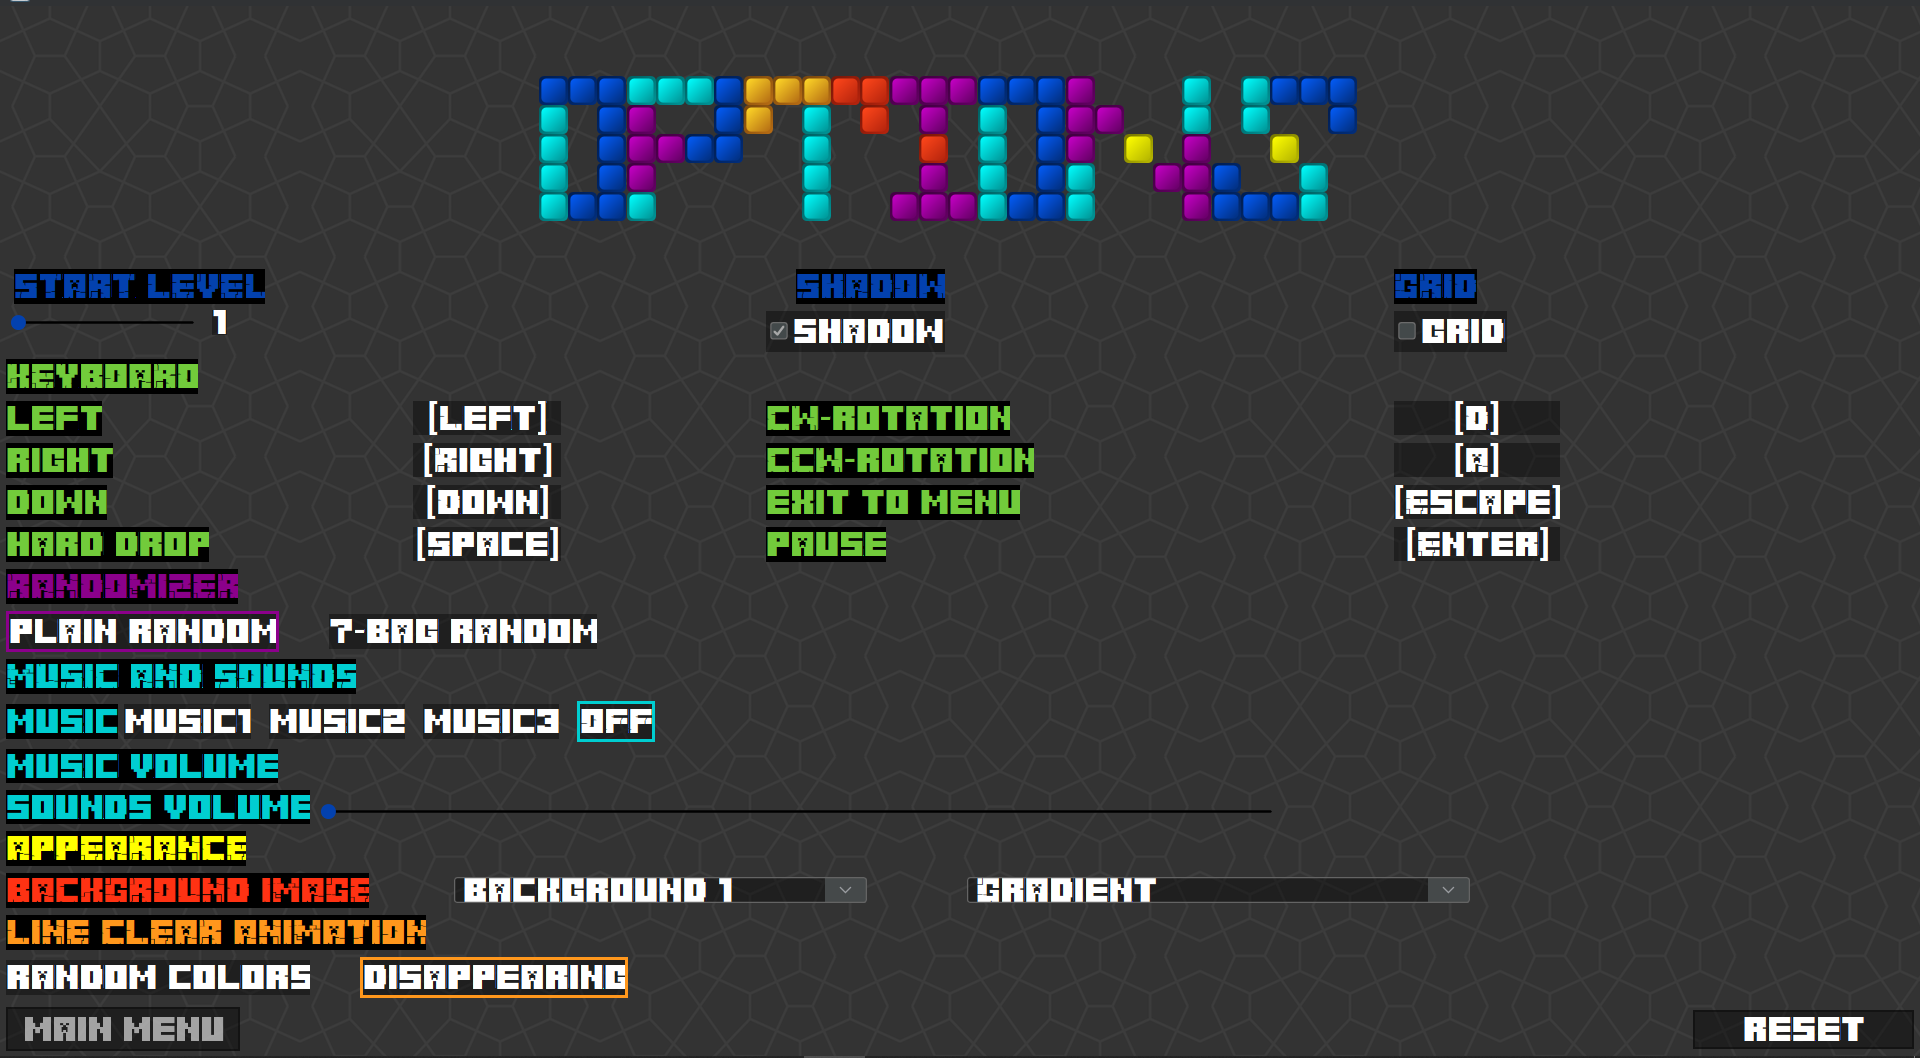 OPTIONS
START LEVEL SHADOW GRID
1 SHADOW GRID
KEYBOARD
LEFT [LEFT] CW-ROTATION [D]
RIGHT [RIGHT] CCW-ROTATION [A]
DOWN [DOWN] EXIT TO MENU [ESCAPE]
HARD DROP [SPACE] PAUSE [ENTER]
RANDOMIZER
PLAIN RANDOM 7-BAG RANDOM
MUSIC AND SOUNDS
MUSIC MUSIC1 MUSIC2 MUSIC3 OFF
MUSIC VOLUME
SOUNDS VOLUME
APPEARANCE
BACKGROUND IMAGE BACKGROUND 1 GRADIENT
LINE CLEAR ANIMATION
RANDOM COLORS DISAPPEARING
MAIN MENU RESET